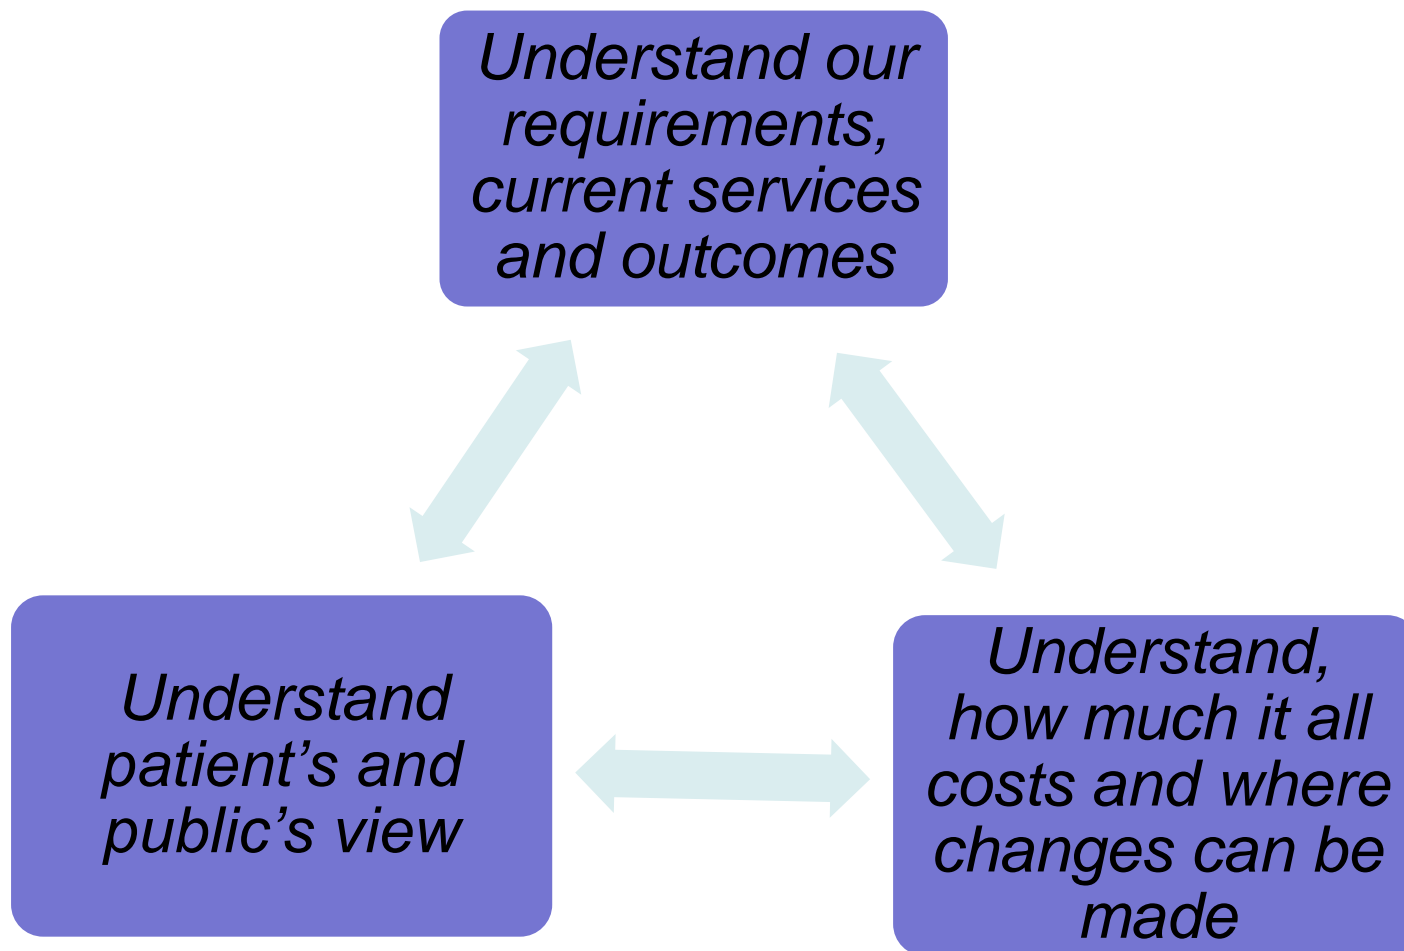 Understand our
requirements,
current services
and outcomes
Understand
patient’s and
public’s view
Understand,
how much it all
costs and where
changes can be
made